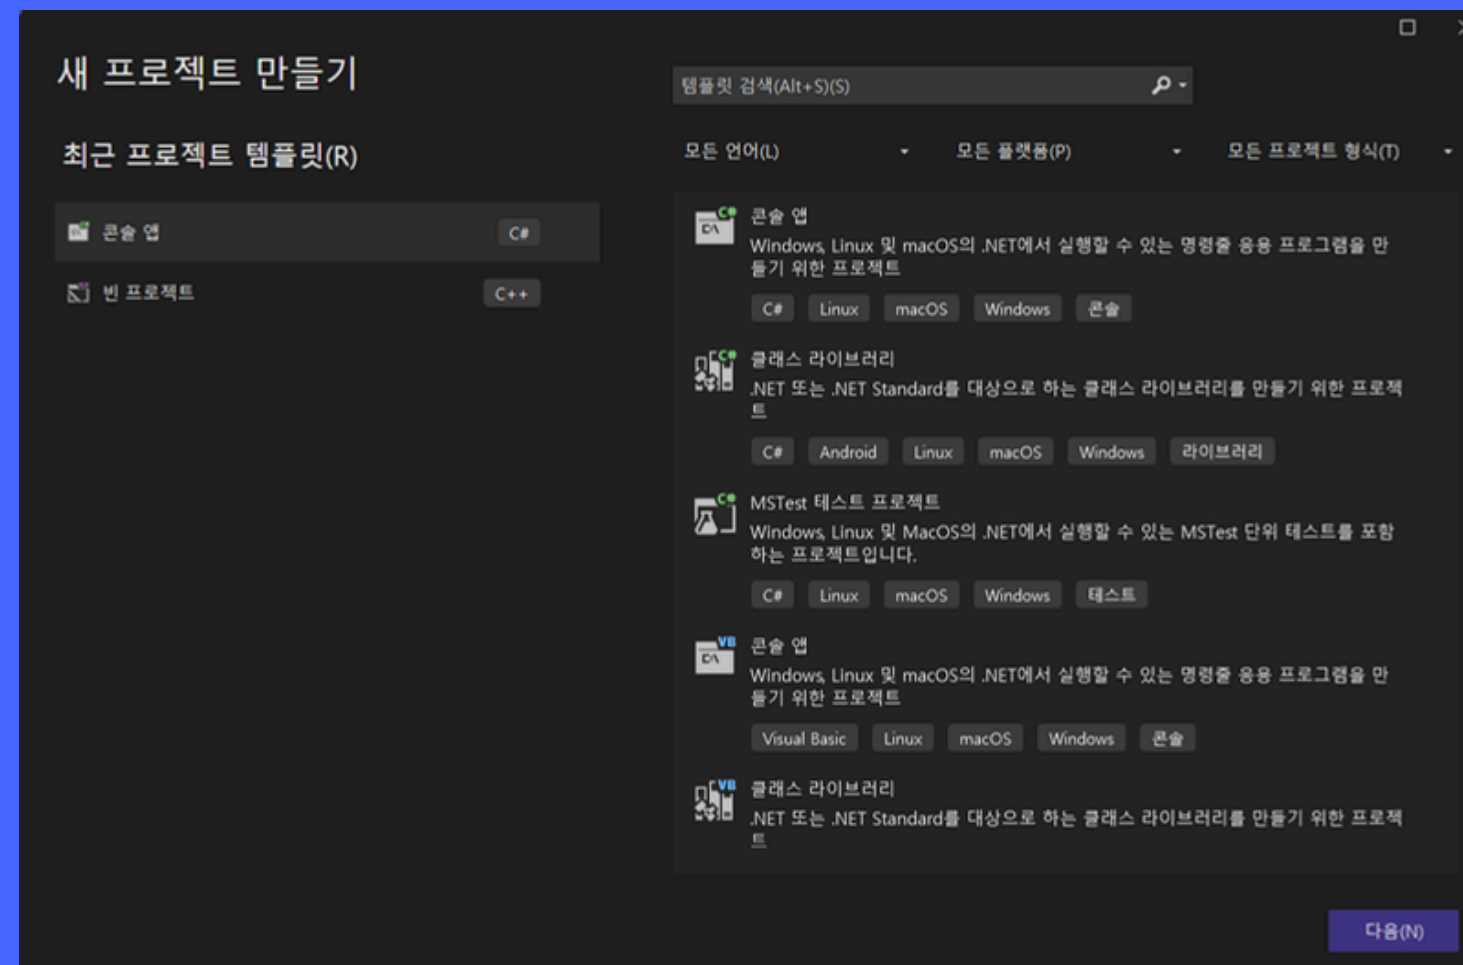 새 프로젝트 만들기
최근 프로젝트 템플릿(R)
콘솔 앱
C#
빈 프로젝트
C++
템플릿 검색(Alt+S)(S)
모든 언어(L)
모든 플랫폼(P)
모든 프로젝트 형식(T)
C#
콘솔 앱
Windows, Linux 및 macOS의 .NET에서 실행할 수 있는 명령줄 응용 프로그램을 만
들기 위한 프로젝트
C# Linux macOS Windows 콘솔
C#
클래스 라이브러리
.NET 또는 .NET Standard를 대상으로 하는 클래스 라이브러리를 만들기 위한 프로젝
트
C# Android Linux macOS Windows 라이브러리
C#
MSTest 테스트 프로젝트
Windows, Linux 및 MacOS의 .NET에서 실행할 수 있는 MSTest 단위 테스트를 포함
하는 프로젝트입니다.
C# Linux macOS Windows 테스트
VB
콘솔 앱
Windows, Linux 및 macOS의 .NET에서 실행할 수 있는 명령줄 응용 프로그램을 만
들기 위한 프로젝트
Visual Basic Linux macOS Windows 콘솔
VB
클래스 라이브러리
.NET 또는 .NET Standard를 대상으로 하는 클래스 라이브러리를 만들기 위한 프로젝
트
다음(N)